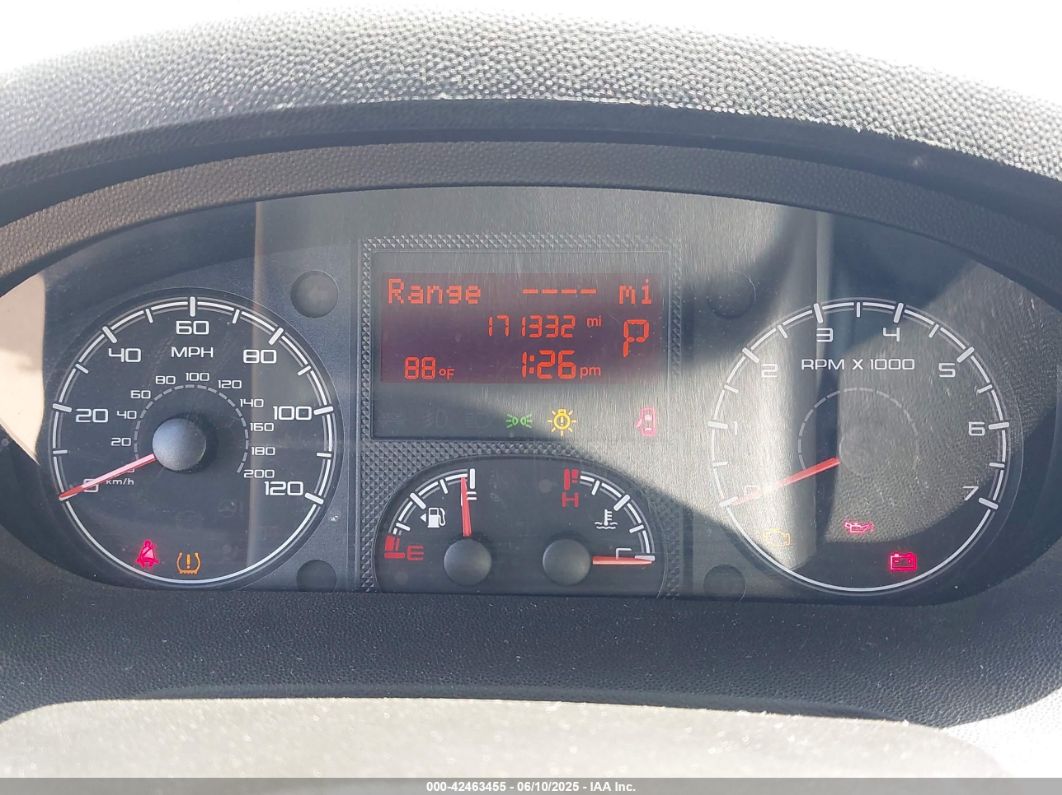 Range ---- mi
171332 mi
P
88°F 1:26 pm
20 40 60 80 100 120
MPH
20 40 60 80 100 120 140 160 180 200
km/h
E F
H C
1 2 3 4 5 6 7
RPM X 1000
000-42463455 - 06/10/2025 - IAA Inc.